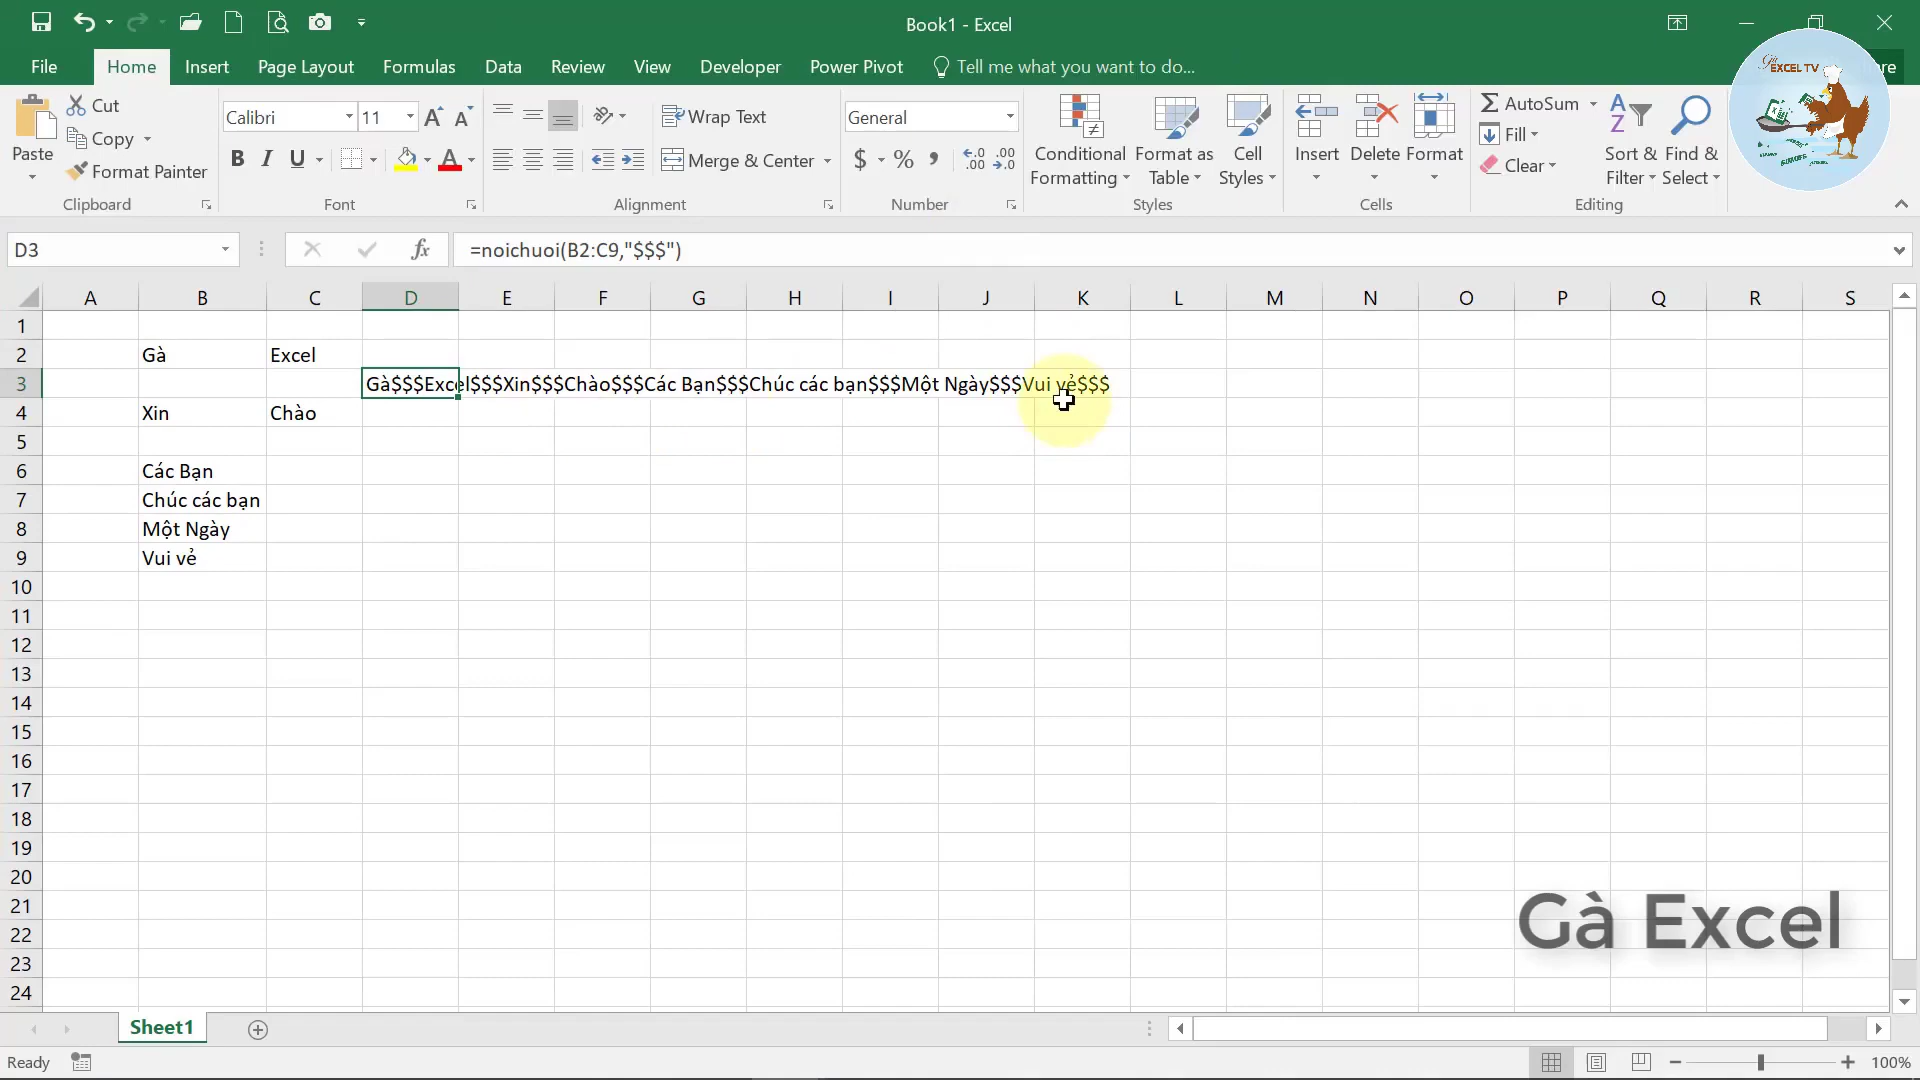 Book1 - Excel
File Home Insert Page Layout Formulas Data Review View Developer Power Pivot Tell me what you want to do...
EXCEL TV
Paste
Cut
Copy
Format Painter
Clipboard
Calibri 11
B I U A
Font
Wrap Text
Merge & Center
Alignment
General
$ % ,
Number
Conditional Formatting
Format as Table
Cell Styles
Styles
Insert
Delete
Format
Cells
AutoSum
Fill
Clear
Sort & Filter
Find & Select
Editing
D3 fx =noichuoi(B2:C9,"$$$")
A B C D E F G H I J K L M N O P Q R S
1
2 Gà Excel
3 Gà$$$Excel$$$Xin$$$Chào$$$Các Bạn$$$Chúc các bạn$$$Một Ngày$$$Vui vẻ$$$
4 Xin Chào
5
6 Các Bạn
7 Chúc các bạn
8 Một Ngày
9 Vui vẻ
10
11
12
13
14
15
16
17
18
19
20
21
22
23
24
Gà Excel
Sheet1
Ready
100%